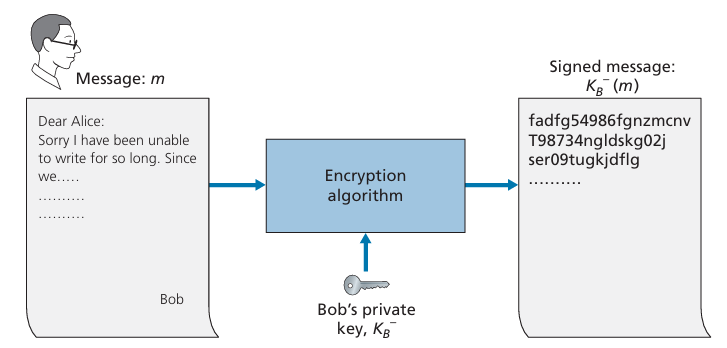 Message: m
Dear Alice:
Sorry I have been unable
to write for so long. Since
we.....
..........
..........
Bob
Encryption
algorithm
Bob's private
key, K_B^-
Signed message:
K_B^- (m)
fadfg54986fgnzmcnv
T98734ngldskg02j
ser09tugkjdflg
..........